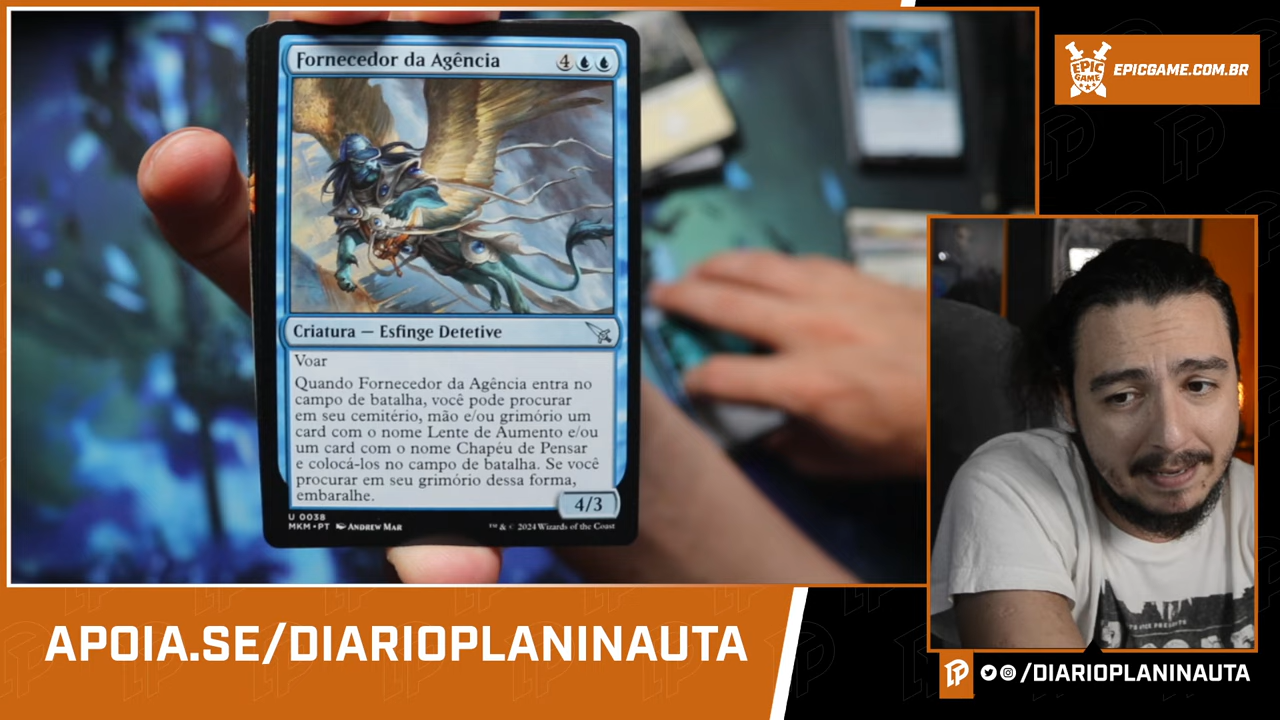 Fornecedor da Agência 4
Criatura — Esfinge Detetive
Voar
Quando Fornecedor da Agência entra no
campo de batalha, você pode procurar
em seu cemitério, mão e/ou grimório um
card com o nome Lente de Aumento e/ou
um card com o nome Chapéu de Pensar
e colocá-los no campo de batalha. Se você
procurar em seu grimório dessa forma,
embaralhe.
4/3
U 0038
MKM • PT ANDREW MAR
™ & © 2024 Wizards of the Coast
EPIC
GAME
EPICGAME.COM.BR
APOIA.SE/DIARIOPLANINAUTA
/DIARIOPLANINAUTA